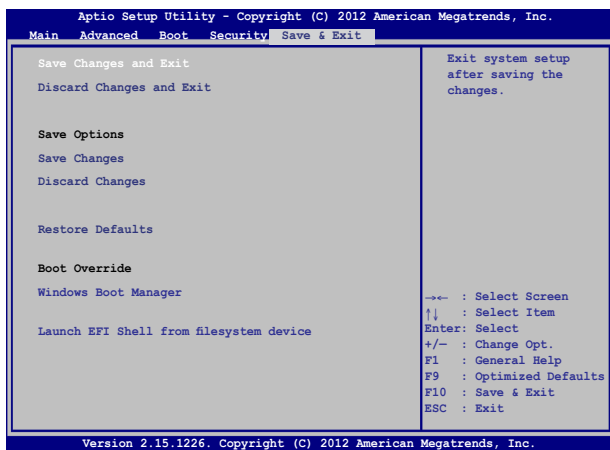 Aptio Setup Utility - Copyright (C) 2012 American Megatrends, Inc.
Main Advanced Boot Security Save & Exit
Save Changes and Exit
Discard Changes and Exit
Save Options
Save Changes
Discard Changes
Restore Defaults
Boot Override
Windows Boot Manager
Launch EFI Shell from filesystem device
Exit system setup
after saving the
changes.
→← : Select Screen
↑↓ : Select Item
Enter: Select
+/— : Change Opt.
F1 : General Help
F9 : Optimized Defaults
F10 : Save & Exit
ESC : Exit
Version 2.15.1226. Copyright (C) 2012 American Megatrends, Inc.